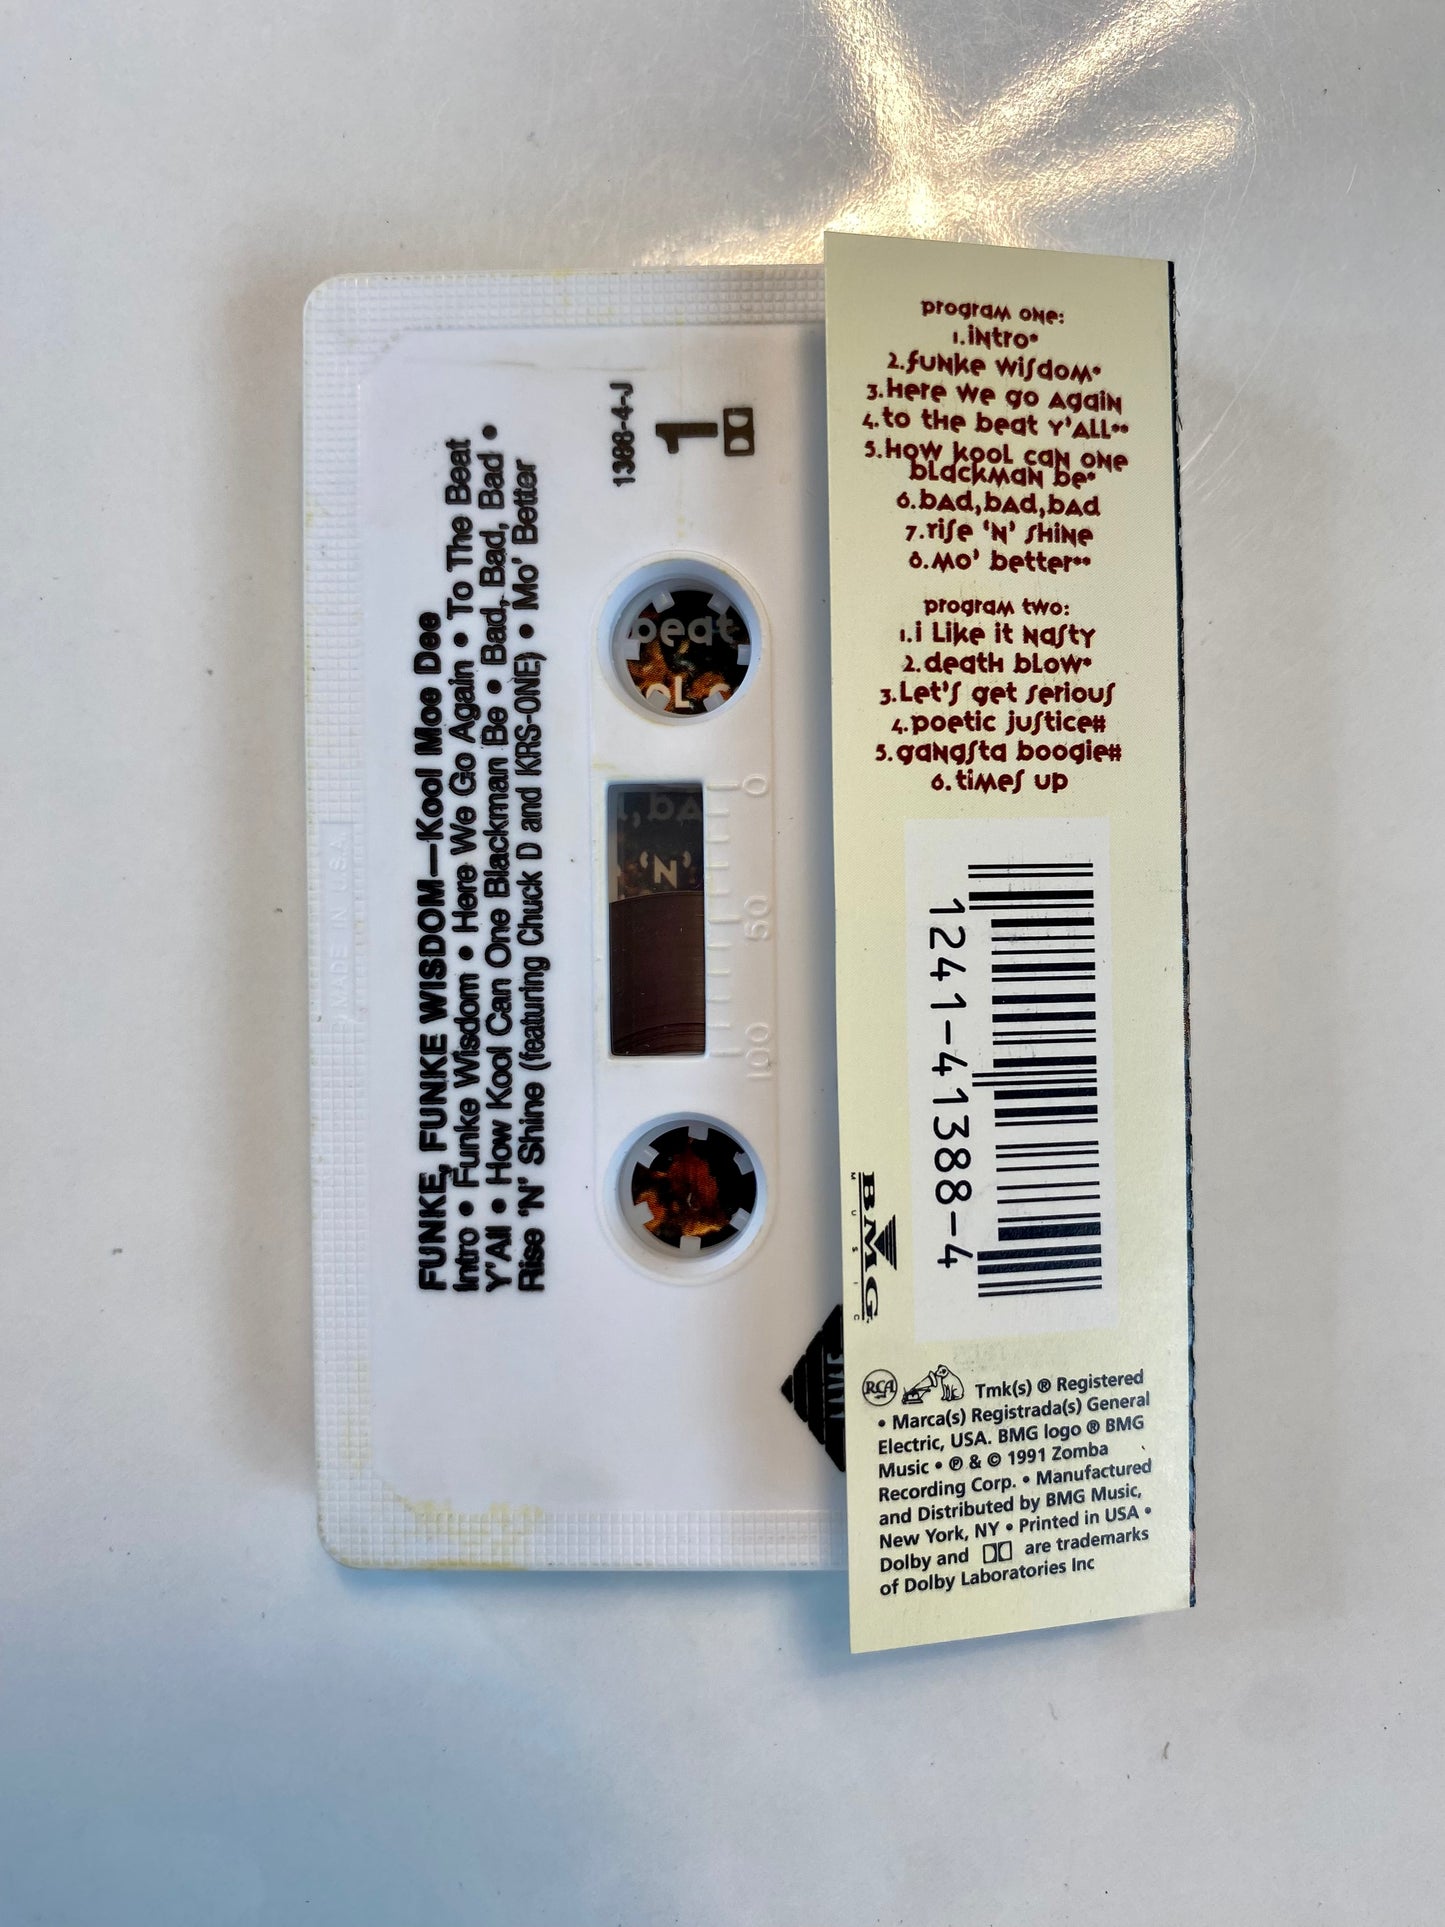 FUNKE, FUNKE WISDOM—Kool Moe Dee
Intro • Funke Wisdom • Here We Go Again • To The Beat
Y'All • How Kool Can One Blackman Be • Bad, Bad, Bad •
Rise 'N' Shine (featuring Chuck D and KRS-ONE) • Mo' Better
1388-4-J
1
MADE IN U.S.A.
0
50
100
beat
'N'
program one:
1.intro*
2.funke wisdom*
3.here we go again
4.to the beat y'all**
5.how kool can one
blackman be*
6.bad,bad,bad
7.rise 'n' shine
8.mo' better**
program two:
1.i like it nasty
2.death blow*
3.let's get serious
4.poetic justice#
5.gangsta boogie#
6.times up
1241-41388-4
BMG
MUSIC
RCA
Tmk(s) ® Registered
• Marca(s) Registrada(s) General
Electric, USA. BMG logo ® BMG
Music • ℗ & © 1991 Zomba
Recording Corp. • Manufactured
and Distributed by BMG Music,
New York, NY • Printed in USA •
Dolby and are trademarks
of Dolby Laboratories Inc